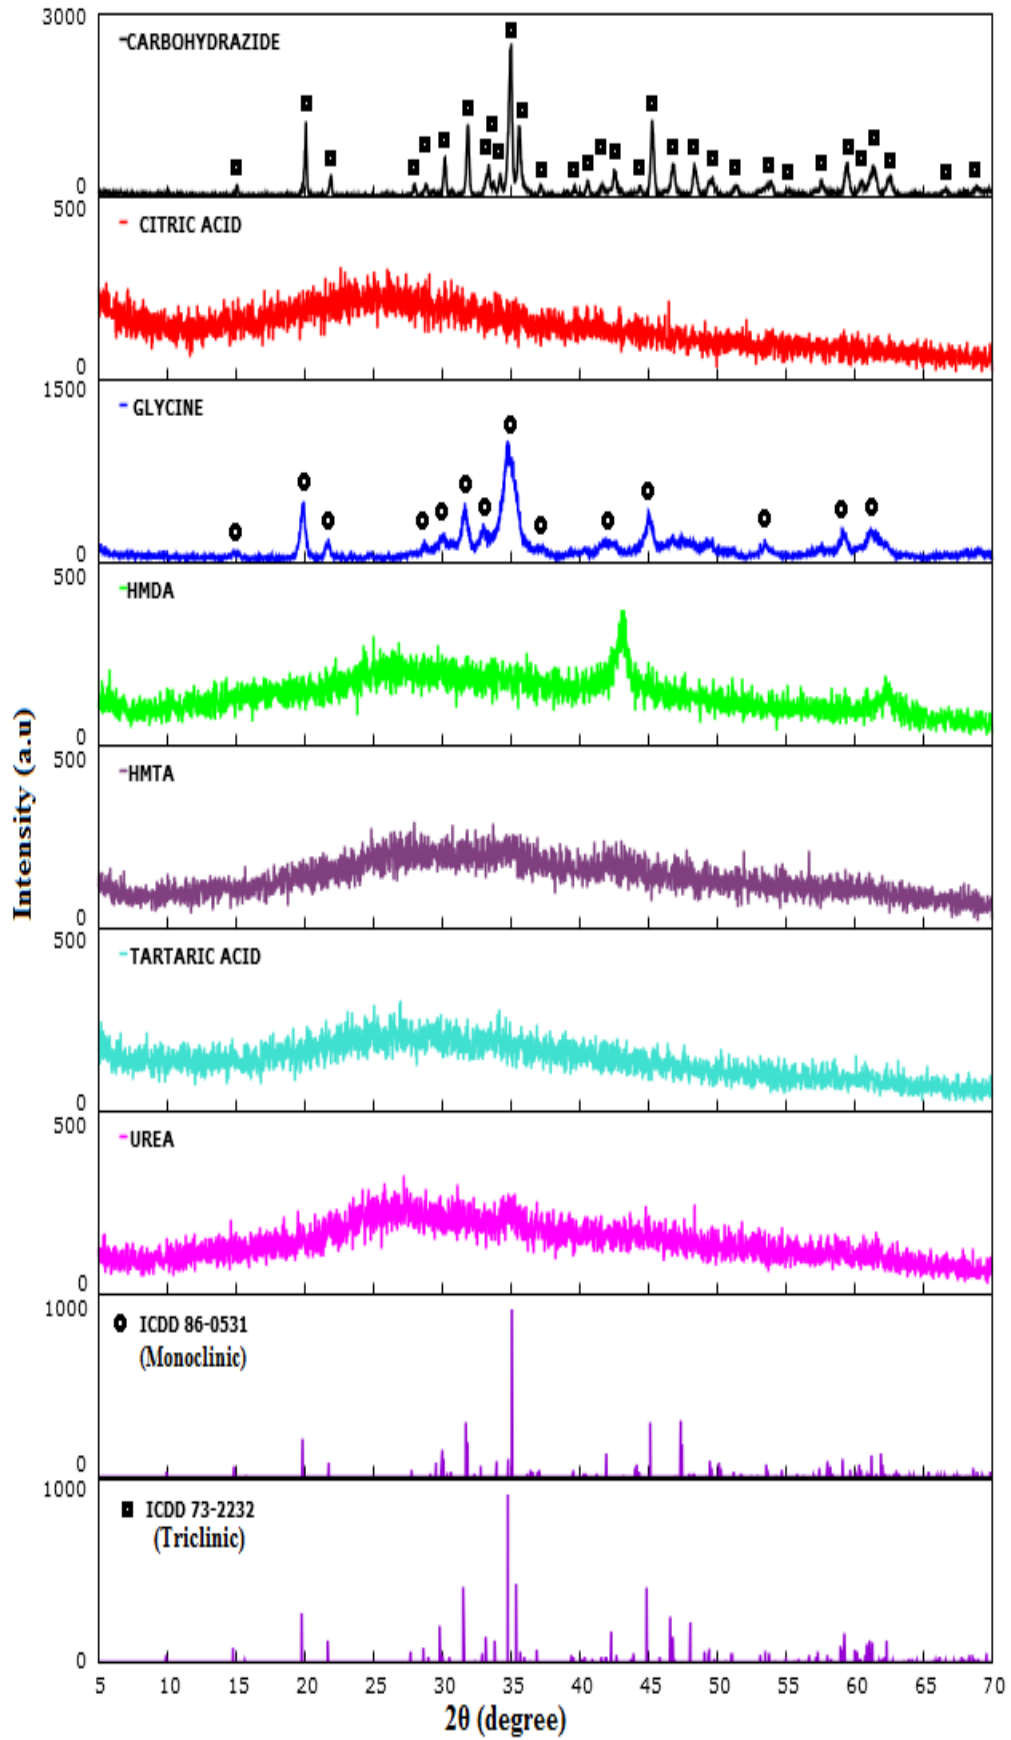 3000
-CARBOHYDRAZIDE
0
500
- CITRIC ACID
0
1500
- GLYCINE
0
500
-HMDA
0
500
-HMTA
0
500
-TARTARIC ACID
0
500
-UREA
0
1000
ICDD 86-0531
(Monoclinic)
0
1000
ICDD 73-2232
(Triclinic)
0
5 10 15 20 25 30 35 40 45 50 55 60 65 70
2θ (degree)
Intensity (a.u)